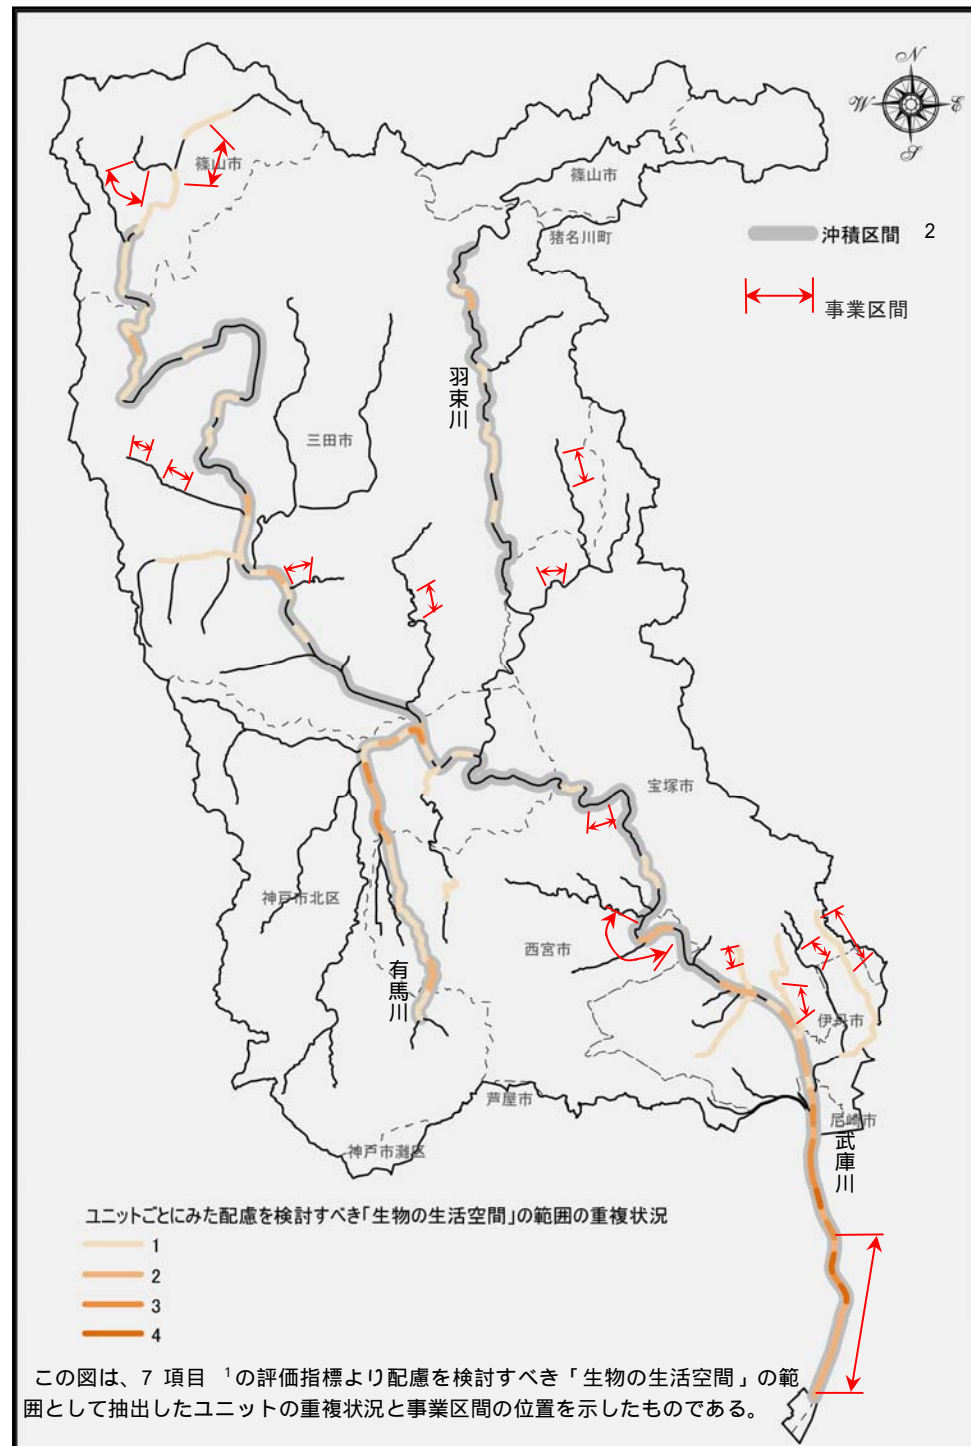 N
W
E
S
篠山市
篠山市
猪名川町
沖積区間 2
事業区間
羽束川
三田市
宝塚市
神戸市北区
西宮市
有馬川
伊丹市
芦屋市
尼崎市
神戸市灘区
武庫川
ユニットごとにみた配慮を検討すべき「生物の生活空間」の範囲の重複状況
1
2
3
4
この図は、7 項目 1の評価指標より配慮を検討すべき「生物の生活空間」の範
囲として抽出したユニットの重複状況と事業区間の位置を示したものである。